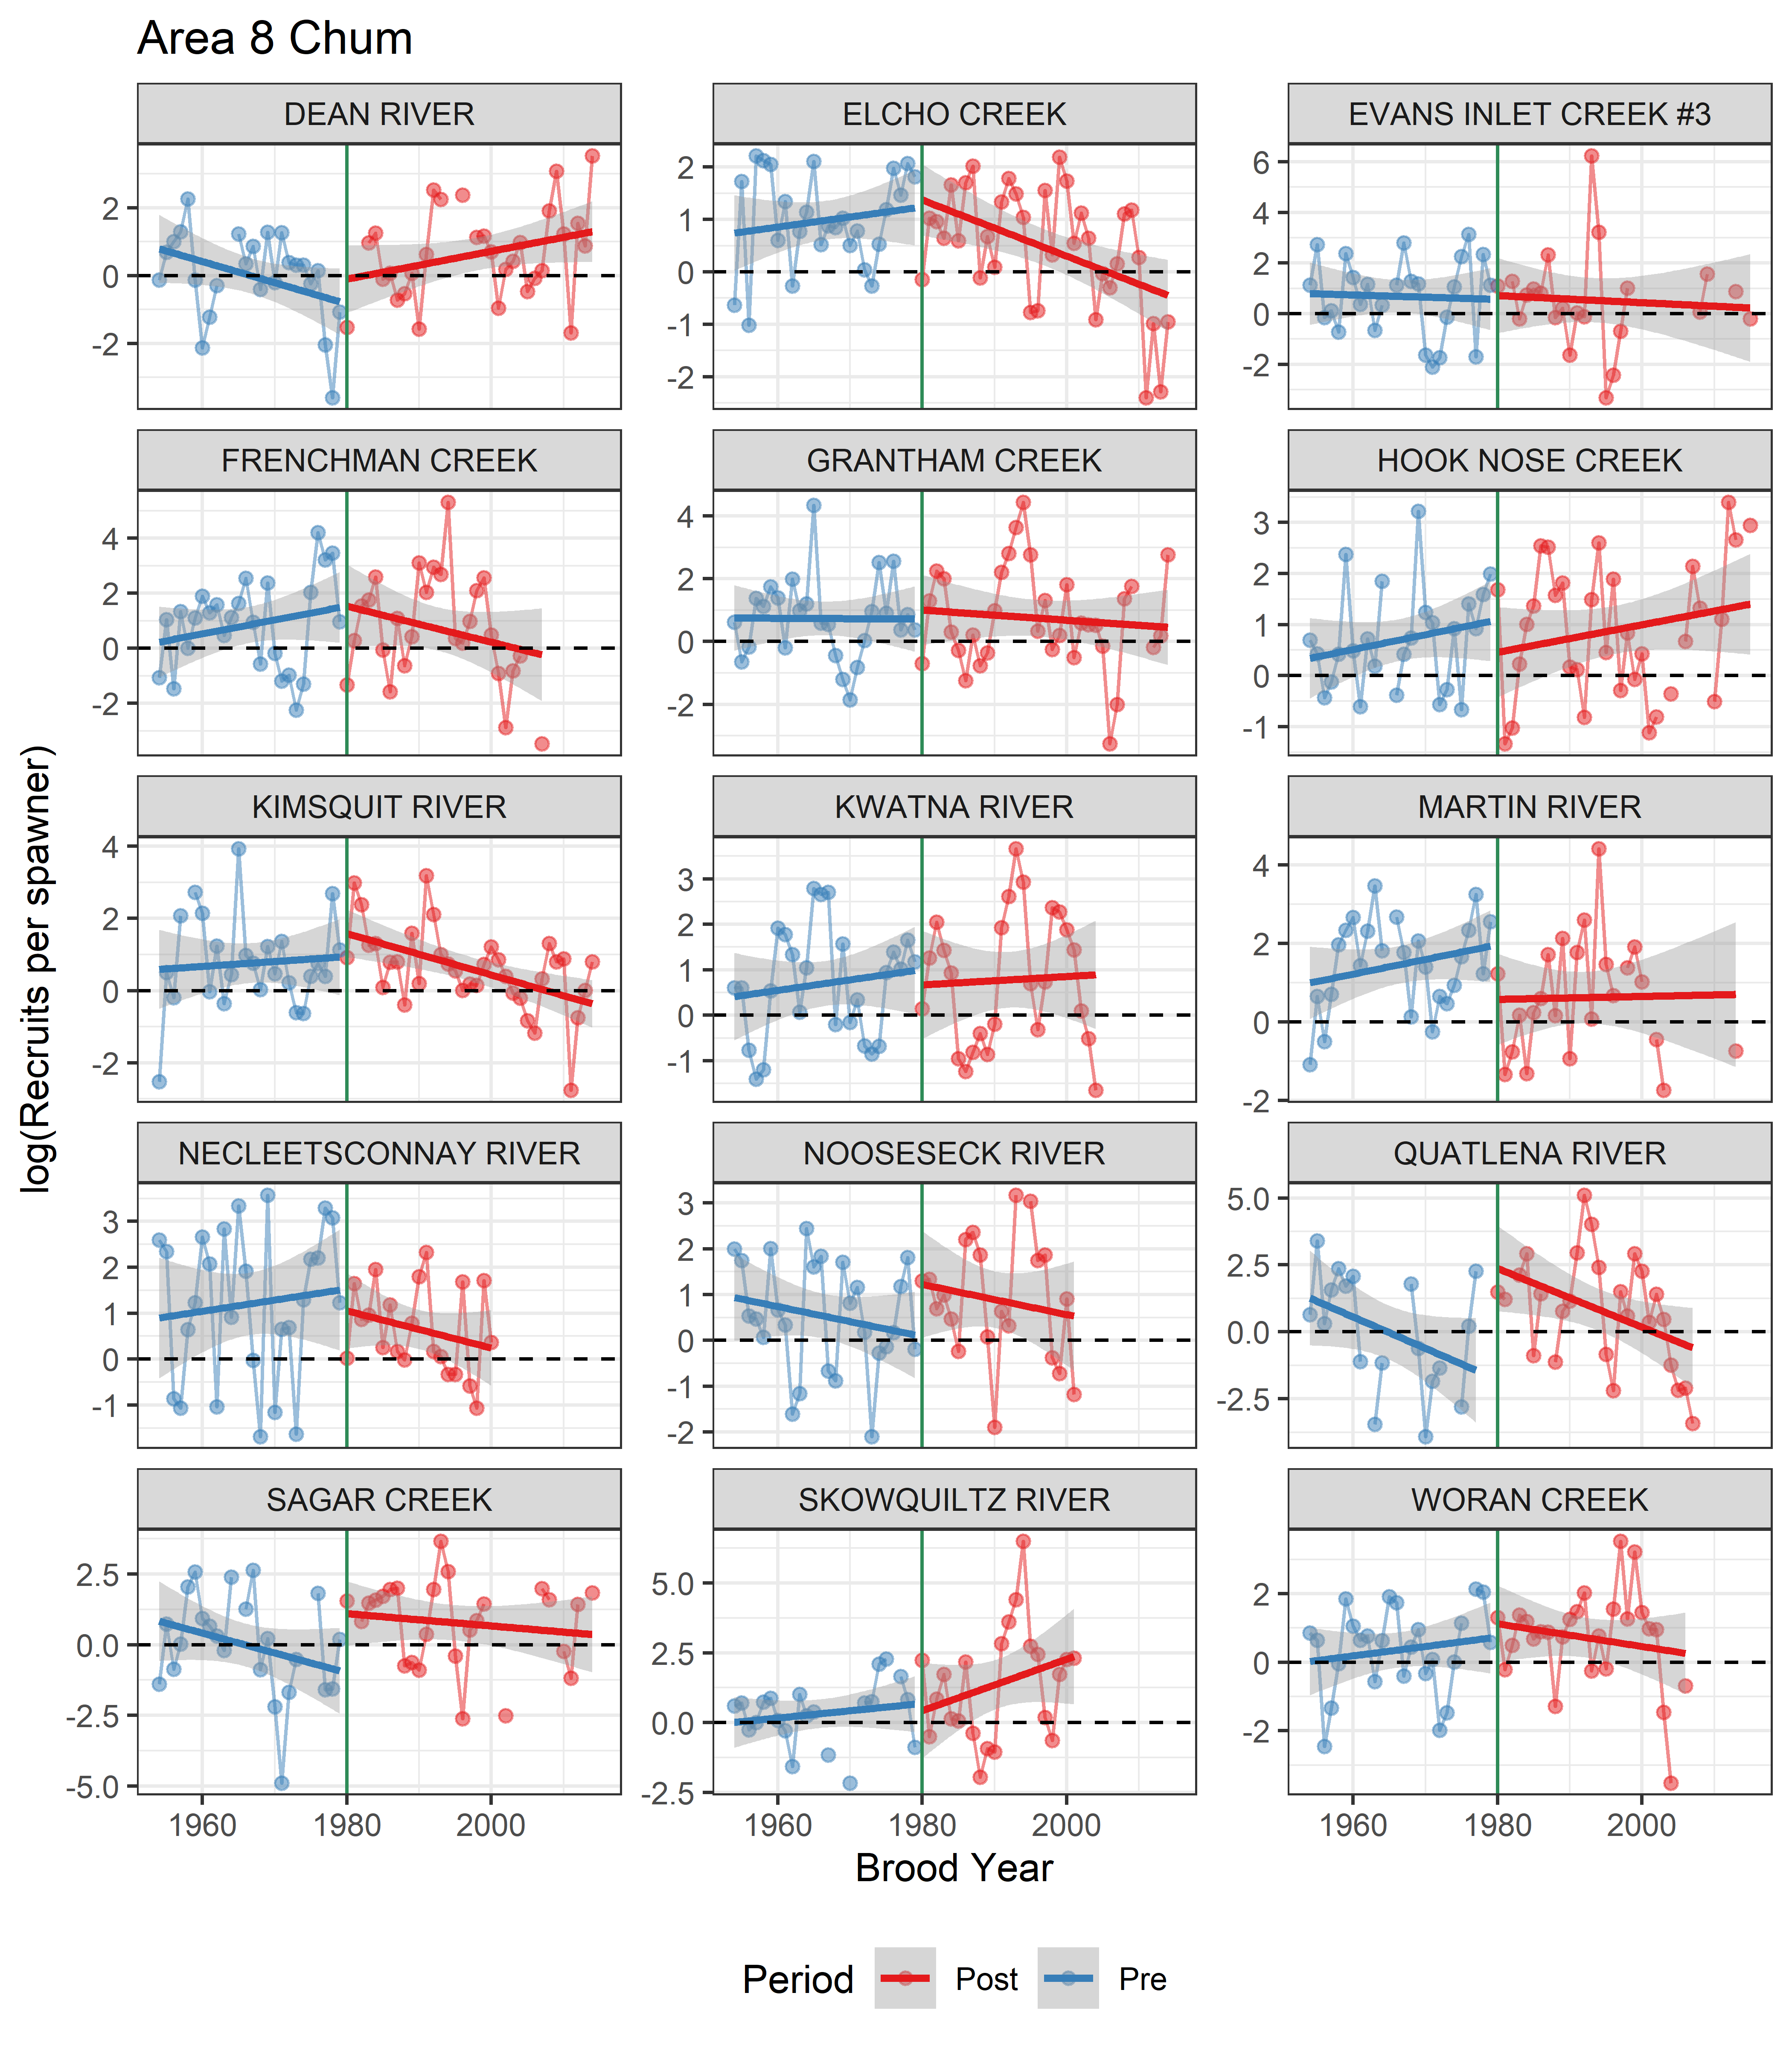 Area 8 Chum
DEAN RIVER
ELCHO CREEK
EVANS INLET CREEK #3
2
0
-2
2
1
0
-1
-2
6
4
2
0
-2
FRENCHMAN CREEK
GRANTHAM CREEK
HOOK NOSE CREEK
4
2
0
-2
4
2
0
-2
3
2
1
0
-1
KIMSQUIT RIVER
KWATNA RIVER
MARTIN RIVER
4
2
0
-2
3
2
1
0
-1
4
2
0
-2
NECLEETSCONNAY RIVER
NOOSESECK RIVER
QUATLENA RIVER
3
2
1
0
-1
3
2
1
0
-1
-2
5.0
2.5
0.0
-2.5
SAGAR CREEK
SKOWQUILTZ RIVER
WORAN CREEK
2.5
0.0
-2.5
-5.0
5.0
2.5
0.0
-2.5
2
0
-2
1960 1980 2000
1960 1980 2000
1960 1980 2000
log(Recruits per spawner)
Brood Year
Period Post Pre